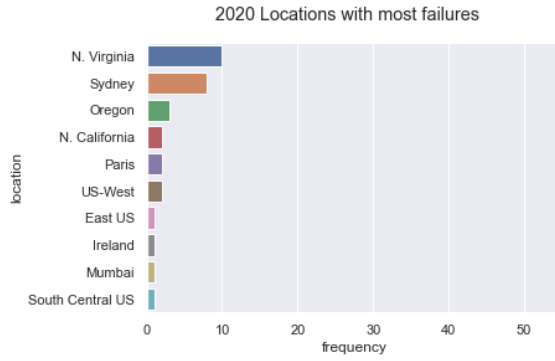 2020 Locations with most failures
N. Virginia
Sydney
Oregon
N. California
Paris
US-West
East US
Ireland
Mumbai
South Central US
location
0 10 20 30 40 50
frequency